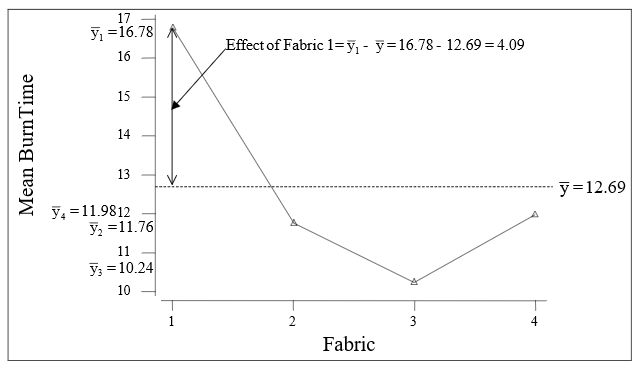 17
ȳ₁ = 16.78
Effect of Fabric 1 = ȳ₁ - ȳ = 16.78 - 12.69 = 4.09
16
15
14
13
ȳ = 12.69
ȳ₄ = 11.98
12
ȳ₂ = 11.76
11
ȳ₃ = 10.24
10
Mean BurnTime
1 2 3 4
Fabric